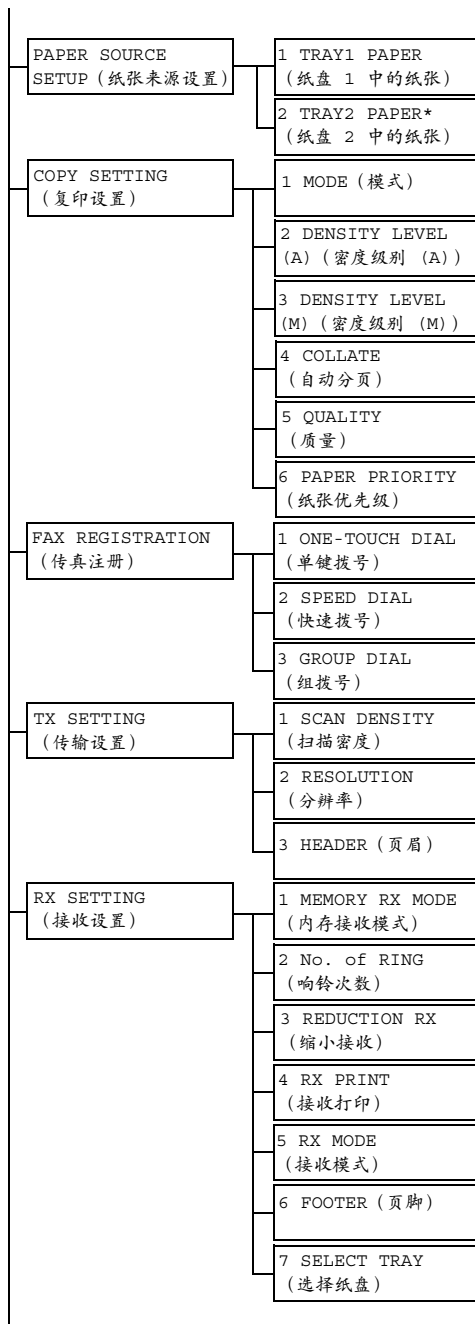 PAPER SOURCE
SETUP（纸张来源设置）
1 TRAY1 PAPER
（纸盘 1 中的纸张）
2 TRAY2 PAPER*
（纸盘 2 中的纸张）
COPY SETTING
（复印设置）
1 MODE（模式）
2 DENSITY LEVEL
(A)（密度级别 (A)）
3 DENSITY LEVEL
(M)（密度级别 (M)）
4 COLLATE
（自动分页）
5 QUALITY
（质量）
6 PAPER PRIORITY
（纸张优先级）
FAX REGISTRATION
（传真注册）
1 ONE-TOUCH DIAL
（单键拨号）
2 SPEED DIAL
（快速拨号）
3 GROUP DIAL
（组拨号）
TX SETTING
（传输设置）
1 SCAN DENSITY
（扫描密度）
2 RESOLUTION
（分辨率）
3 HEADER（页眉）
RX SETTING
（接收设置）
1 MEMORY RX MODE
（内存接收模式）
2 No. of RING
（响铃次数）
3 REDUCTION RX
（缩小接收）
4 RX PRINT
（接收打印）
5 RX MODE
（接收模式）
6 FOOTER（页脚）
7 SELECT TRAY
（选择纸盘）